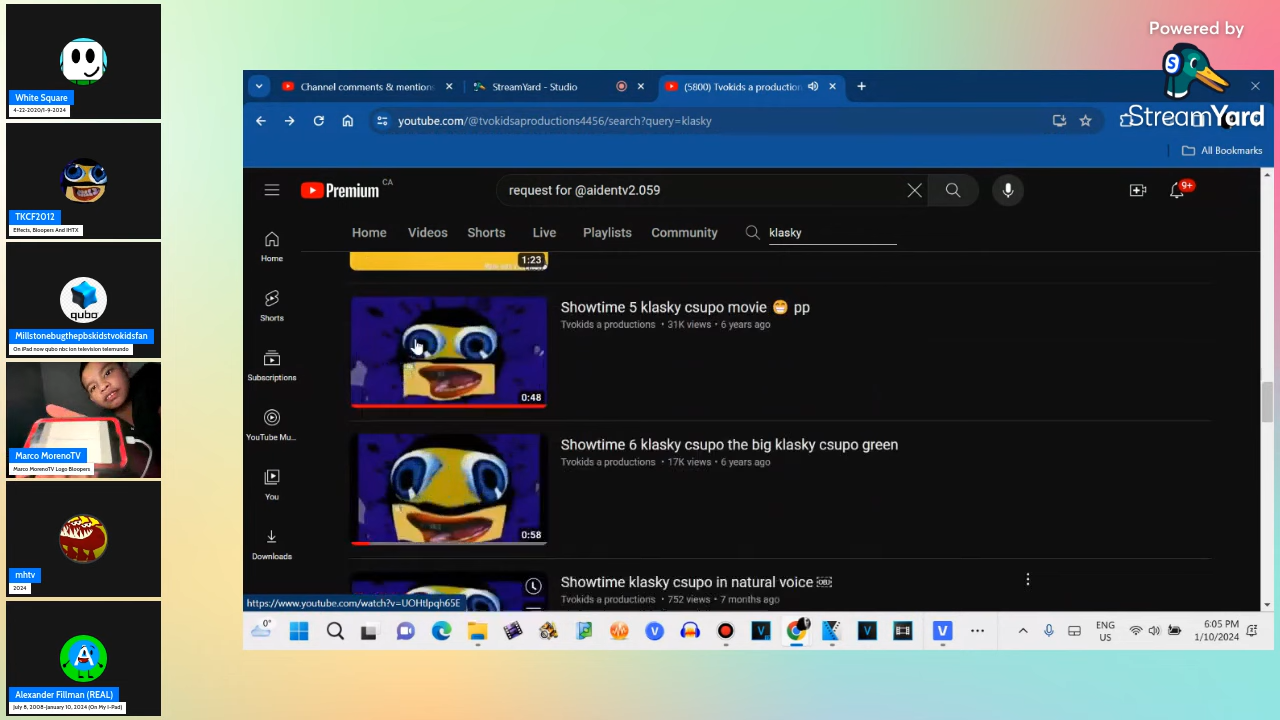 White Square
4-22-2020/1-9-2024
TKCF2012
Effects, Bloopers And IHTX
qubo
Millstonebugthepbskidstvokidsfan
On iPad now qubo nbc ion television telemundo
Marco MorenoTV
Marco MorenoTV Logo Bloopers
mhtv
2024
A
Alexander Fillman (REAL)
July 8, 2008-January 10, 2024 (On My I-Pad)
Powered by
S
StreamYard
Channel comments & mentions
StreamYard - Studio
(5800) Tvokids a production
youtube.com/@tvokidsaproductions4456/search?query=klasky
All Bookmarks
Premium CA
request for @aidentv2.059
9+
Home Videos Shorts Live Playlists Community klasky
Home
Shorts
Subscriptions
YouTube Mu...
You
Downloads
1:23
Showtime 5 klasky csupo movie 😁 pp
Tvokids a productions • 31K views • 6 years ago
0:48
Showtime 6 klasky csupo the big klasky csupo green
Tvokids a productions • 17K views • 6 years ago
0:58
Showtime klasky csupo in natural voice
Tvokids a productions • 752 views • 7 months ago
https://www.youtube.com/watch?v=UOHtlpqh65E
0°
ENG
US
6:05 PM
1/10/2024